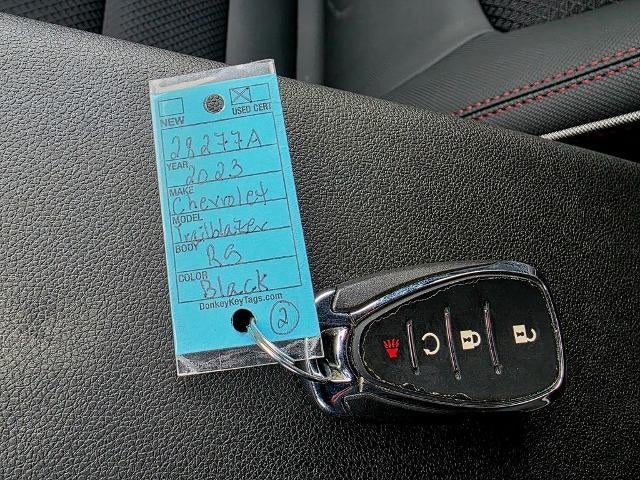 NEW
USED CERT
28277A
YEAR 2023
MAKE Chevrolet
MODEL Trailblazer
BODY RS
COLOR Black
DonkeyKeyTags.com
2